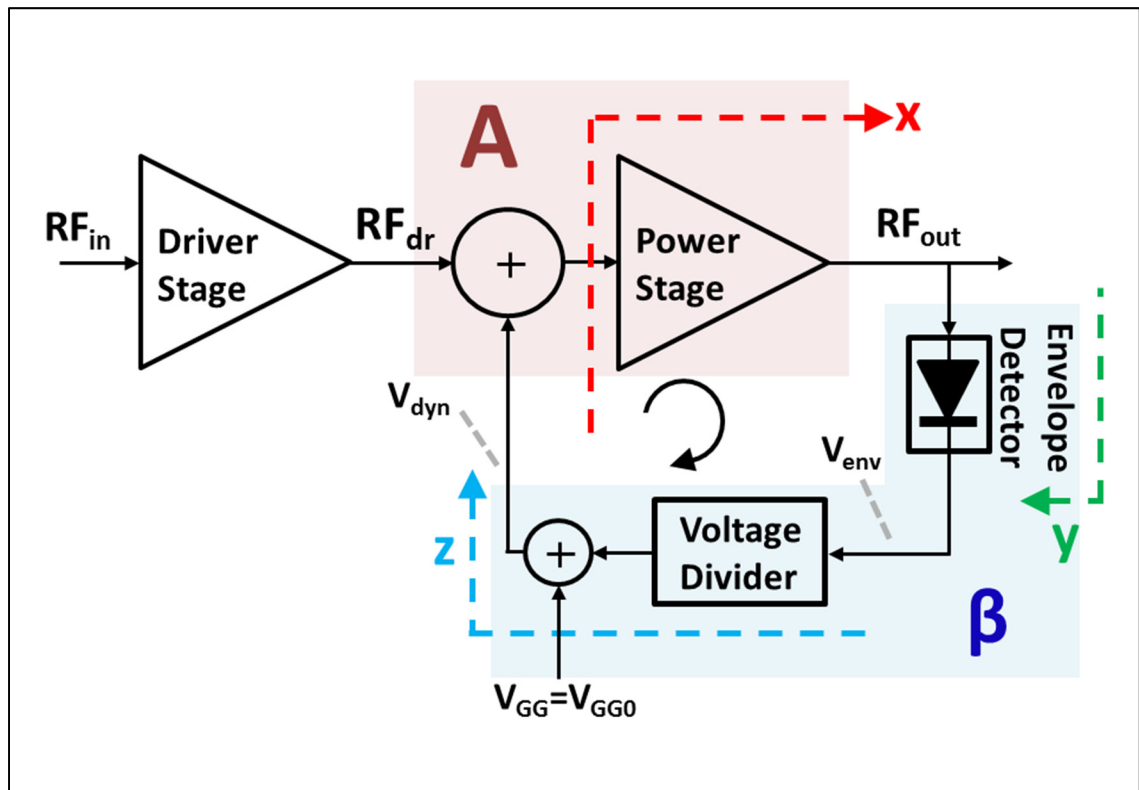 A
x
RFin
Driver
Stage
RFdr
+
Power
Stage
RFout
Envelope
Detector
Vdyn
Venv
z
+
Voltage
Divider
y
β
VGG=VGG0